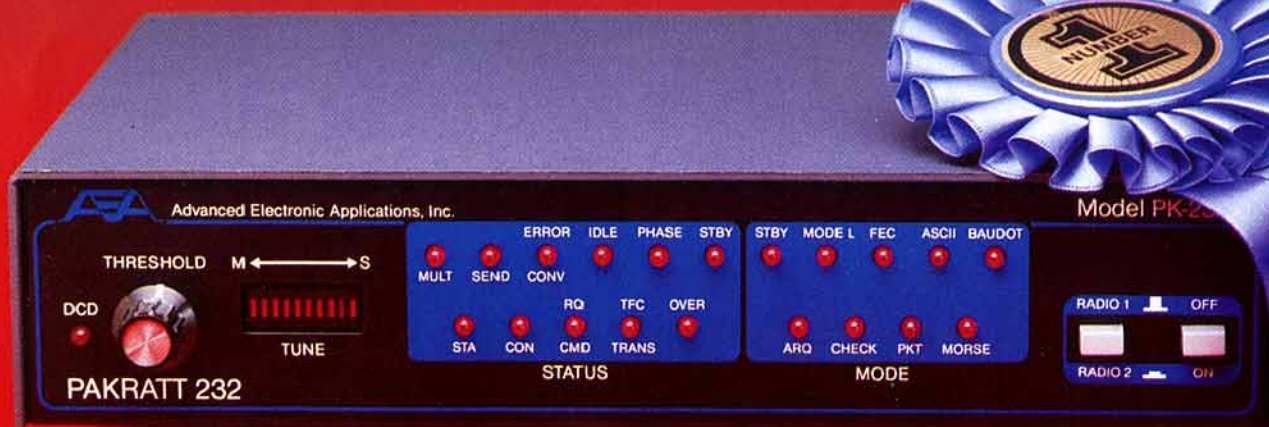 NUMBER 1
AEA Advanced Electronic Applications, Inc.
Model PK-23
ERROR IDLE PHASE STBY STBY MODE L FEC ASCII BAUDOT
THRESHOLD M S
MULT SEND CONV
DCD
RADIO 1 OFF
RQ TFC OVER
TUNE
STA CON CMD TRANS ARQ CHECK PKT MORSE
STATUS MODE
RADIO 2 ON
PAKRATT 232